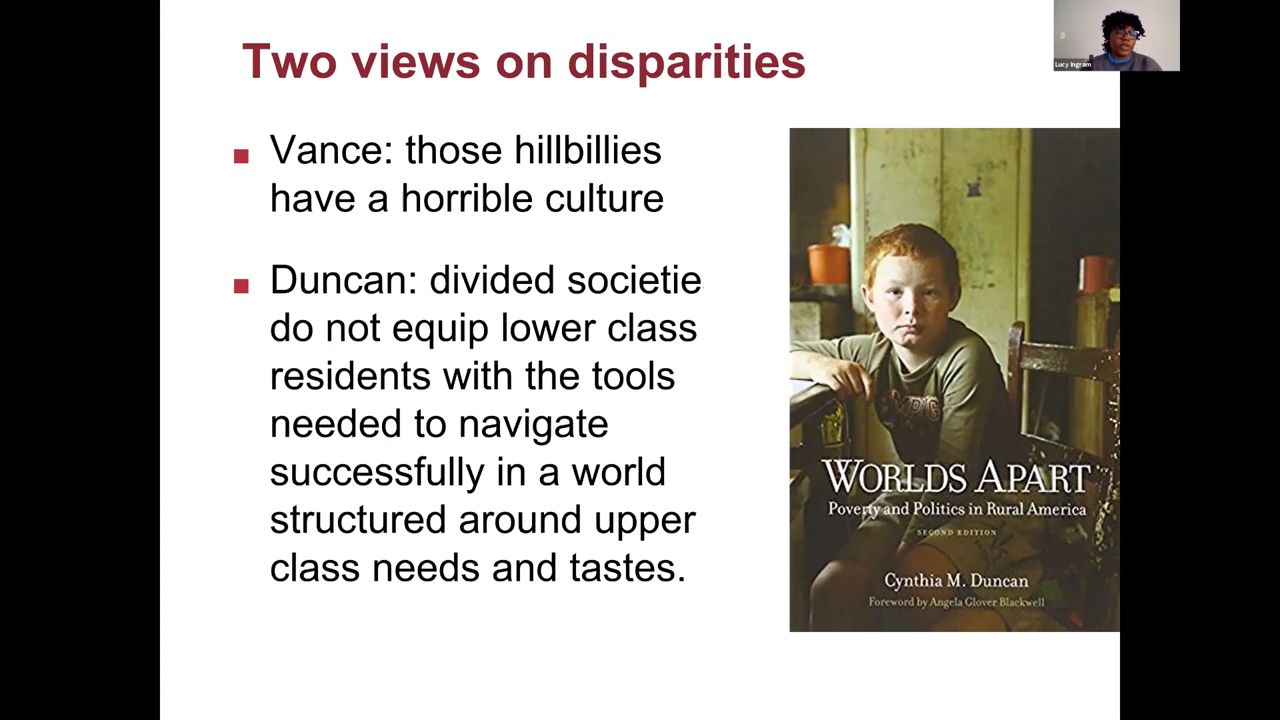 Two views on disparities
Lucy Ingram
■ Vance: those hillbillies
have a horrible culture
■ Duncan: divided societie
do not equip lower class
residents with the tools
needed to navigate
successfully in a world
structured around upper
class needs and tastes.
WORLDS APART
Poverty and Politics in Rural America
SECOND EDITION
Cynthia M. Duncan
Foreword by Angela Glover Blackwell